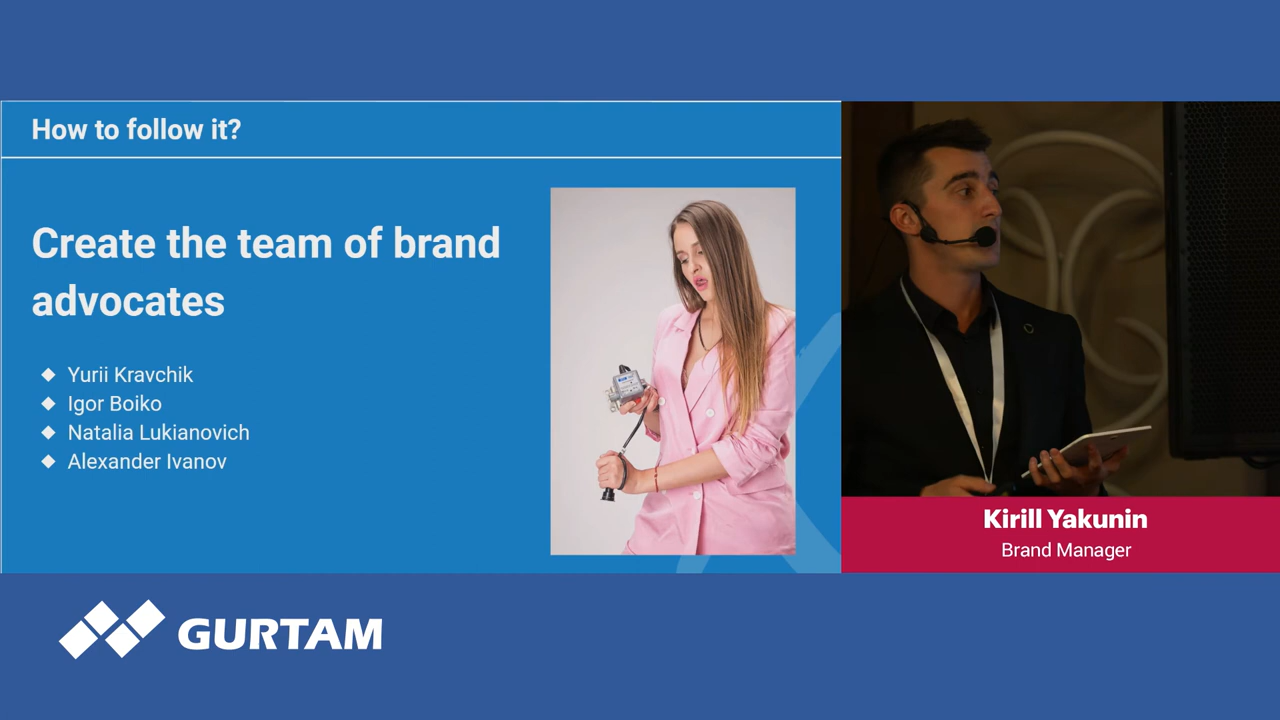 How to follow it?
Create the team of brand
advocates
◆ Yurii Kravchik
◆ Igor Boiko
◆ Natalia Lukianovich
◆ Alexander Ivanov
Kirill Yakunin
Brand Manager
GURTAM